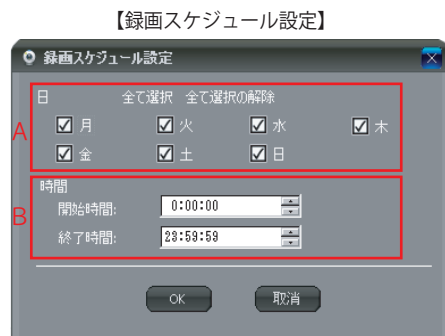 【録画スケジュール設定】
録画スケジュール設定
日 全て選択 全て選択の解除
A
月 火 水 木
金 土 日
時間
B
開始時間: 0:00:00
終了時間: 23:59:59
OK 取消